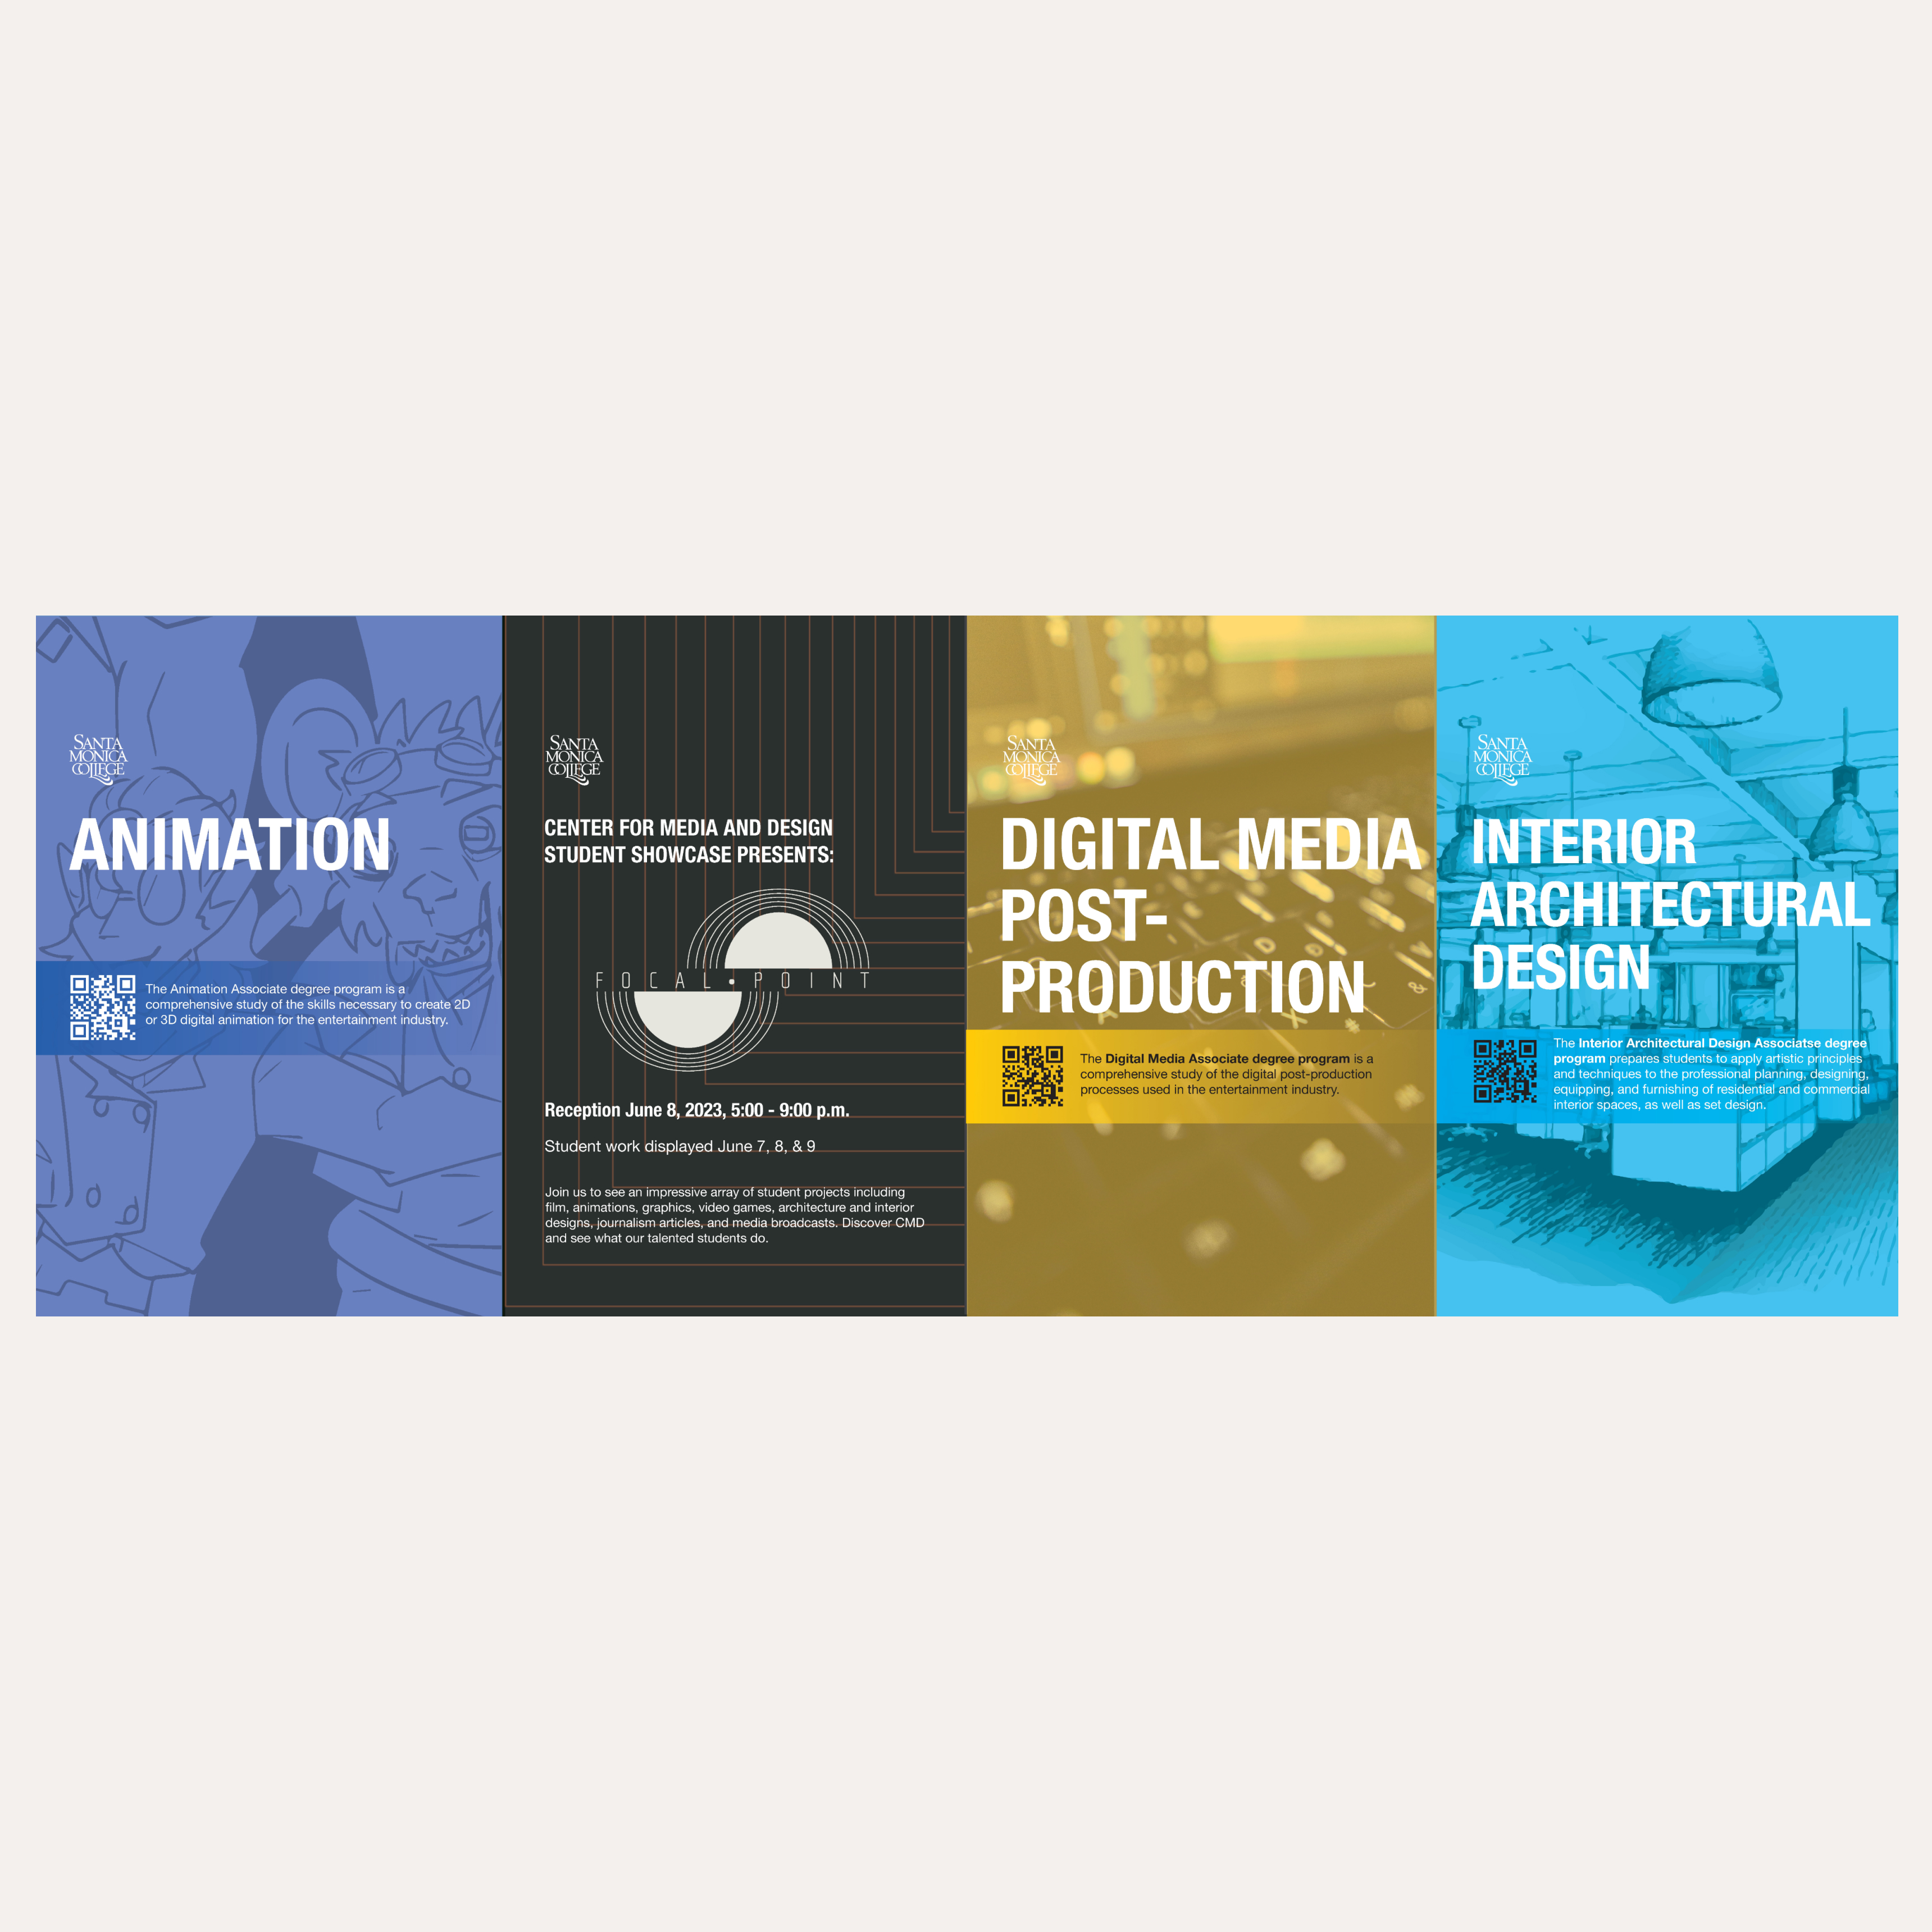 SANTA
MONICA
COLLEGE
ANIMATION
The Animation Associate degree program is a
comprehensive study of the skills necessary to create 2D
or 3D digital animation for the entertainment industry.
SANTA
MONICA
COLLEGE
CENTER FOR MEDIA AND DESIGN
STUDENT SHOWCASE PRESENTS:
FOCAL • POINT
Reception June 8, 2023, 5:00 - 9:00 p.m.
Student work displayed June 7, 8, & 9
Join us to see an impressive array of student projects including
film, animations, graphics, video games, architecture and interior
designs, journalism articles, and media broadcasts. Discover CMD
and see what our talented students do.
SANTA
MONICA
COLLEGE
DIGITAL MEDIA
POST-
PRODUCTION
The Digital Media Associate degree program is a
comprehensive study of the digital post-production
processes used in the entertainment industry.
SANTA
MONICA
COLLEGE
INTERIOR
ARCHITECTURAL
DESIGN
The Interior Architectural Design Associatse degree
program prepares students to apply artistic principles
and techniques to the professional planning, designing,
equipping, and furnishing of residential and commercial
interior spaces, as well as set design.